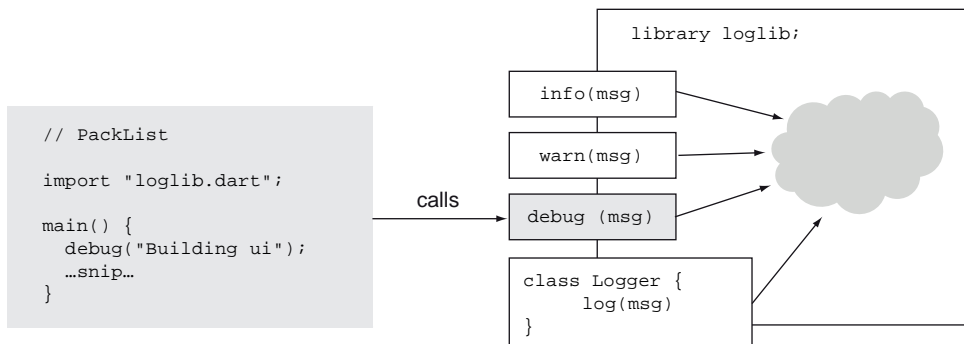 // PackList
import "loglib.dart";
main() {
debug("Building ui");
…snip…
}
calls
library loglib;
info(msg)
warn(msg)
debug (msg)
class Logger {
log(msg)
}